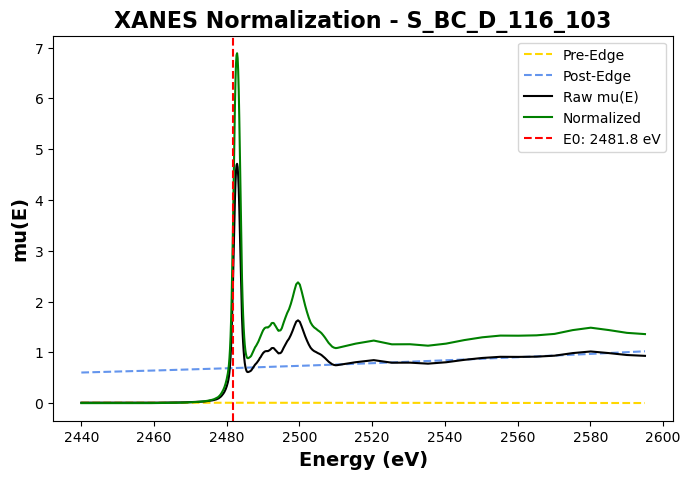 XANES Normalization - S_BC_D_116_103
mu(E)
7
6
5
4
3
2
1
0
Pre-Edge
Post-Edge
Raw mu(E)
Normalized
E0: 2481.8 eV
2440 2460 2480 2500 2520 2540 2560 2580 2600
Energy (eV)